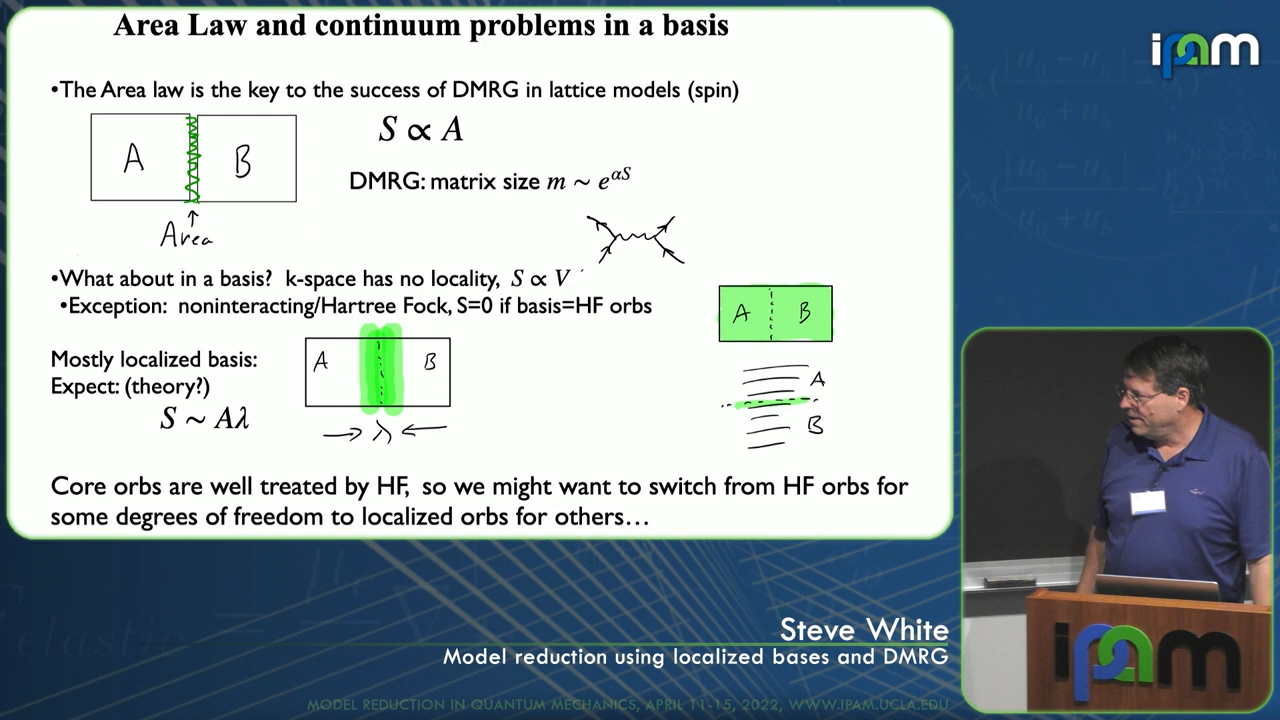 Area Law and continuum problems in a basis
ipam
•The Area law is the key to the success of DMRG in lattice models (spin)
S ∝ A
A B
DMRG: matrix size m ~ e^{αS}
Area
•What about in a basis? k-space has no locality, S ∝ V
•Exception: noninteracting/Hartree Fock, S=0 if basis=HF orbs
A B
Mostly localized basis:
Expect: (theory?)
S ~ Aλ
A B
λ
A
B
Core orbs are well treated by HF, so we might want to switch from HF orbs for
some degrees of freedom to localized orbs for others...
Steve White
Model reduction using localized bases and DMRG
ipam
MODEL REDUCTION IN QUANTUM MECHANICS, APRIL 11-15, 2022, WWW.IPAM.UCLA.EDU